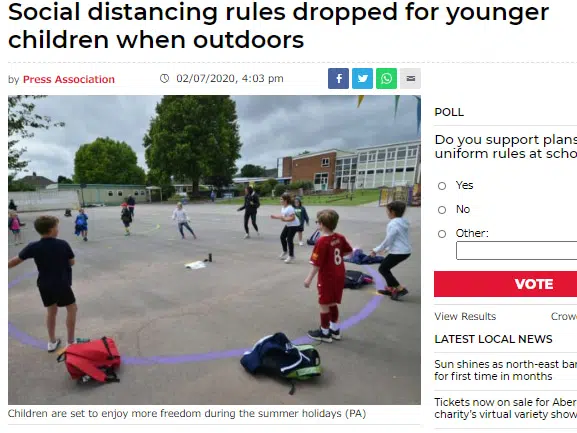 Social distancing rules dropped for younger
children when outdoors
by Press Association
02/07/2020, 4:03 pm
8
Children are set to enjoy more freedom during the summer holidays (PA)
POLL
Do you support plans
uniform rules at
Yes
No
Other:
VOTE
View Results
LATEST LOCAL NEWS
Sun shines as north-east
for first time in months
Tickets now on sale for
charity's virtual variety show